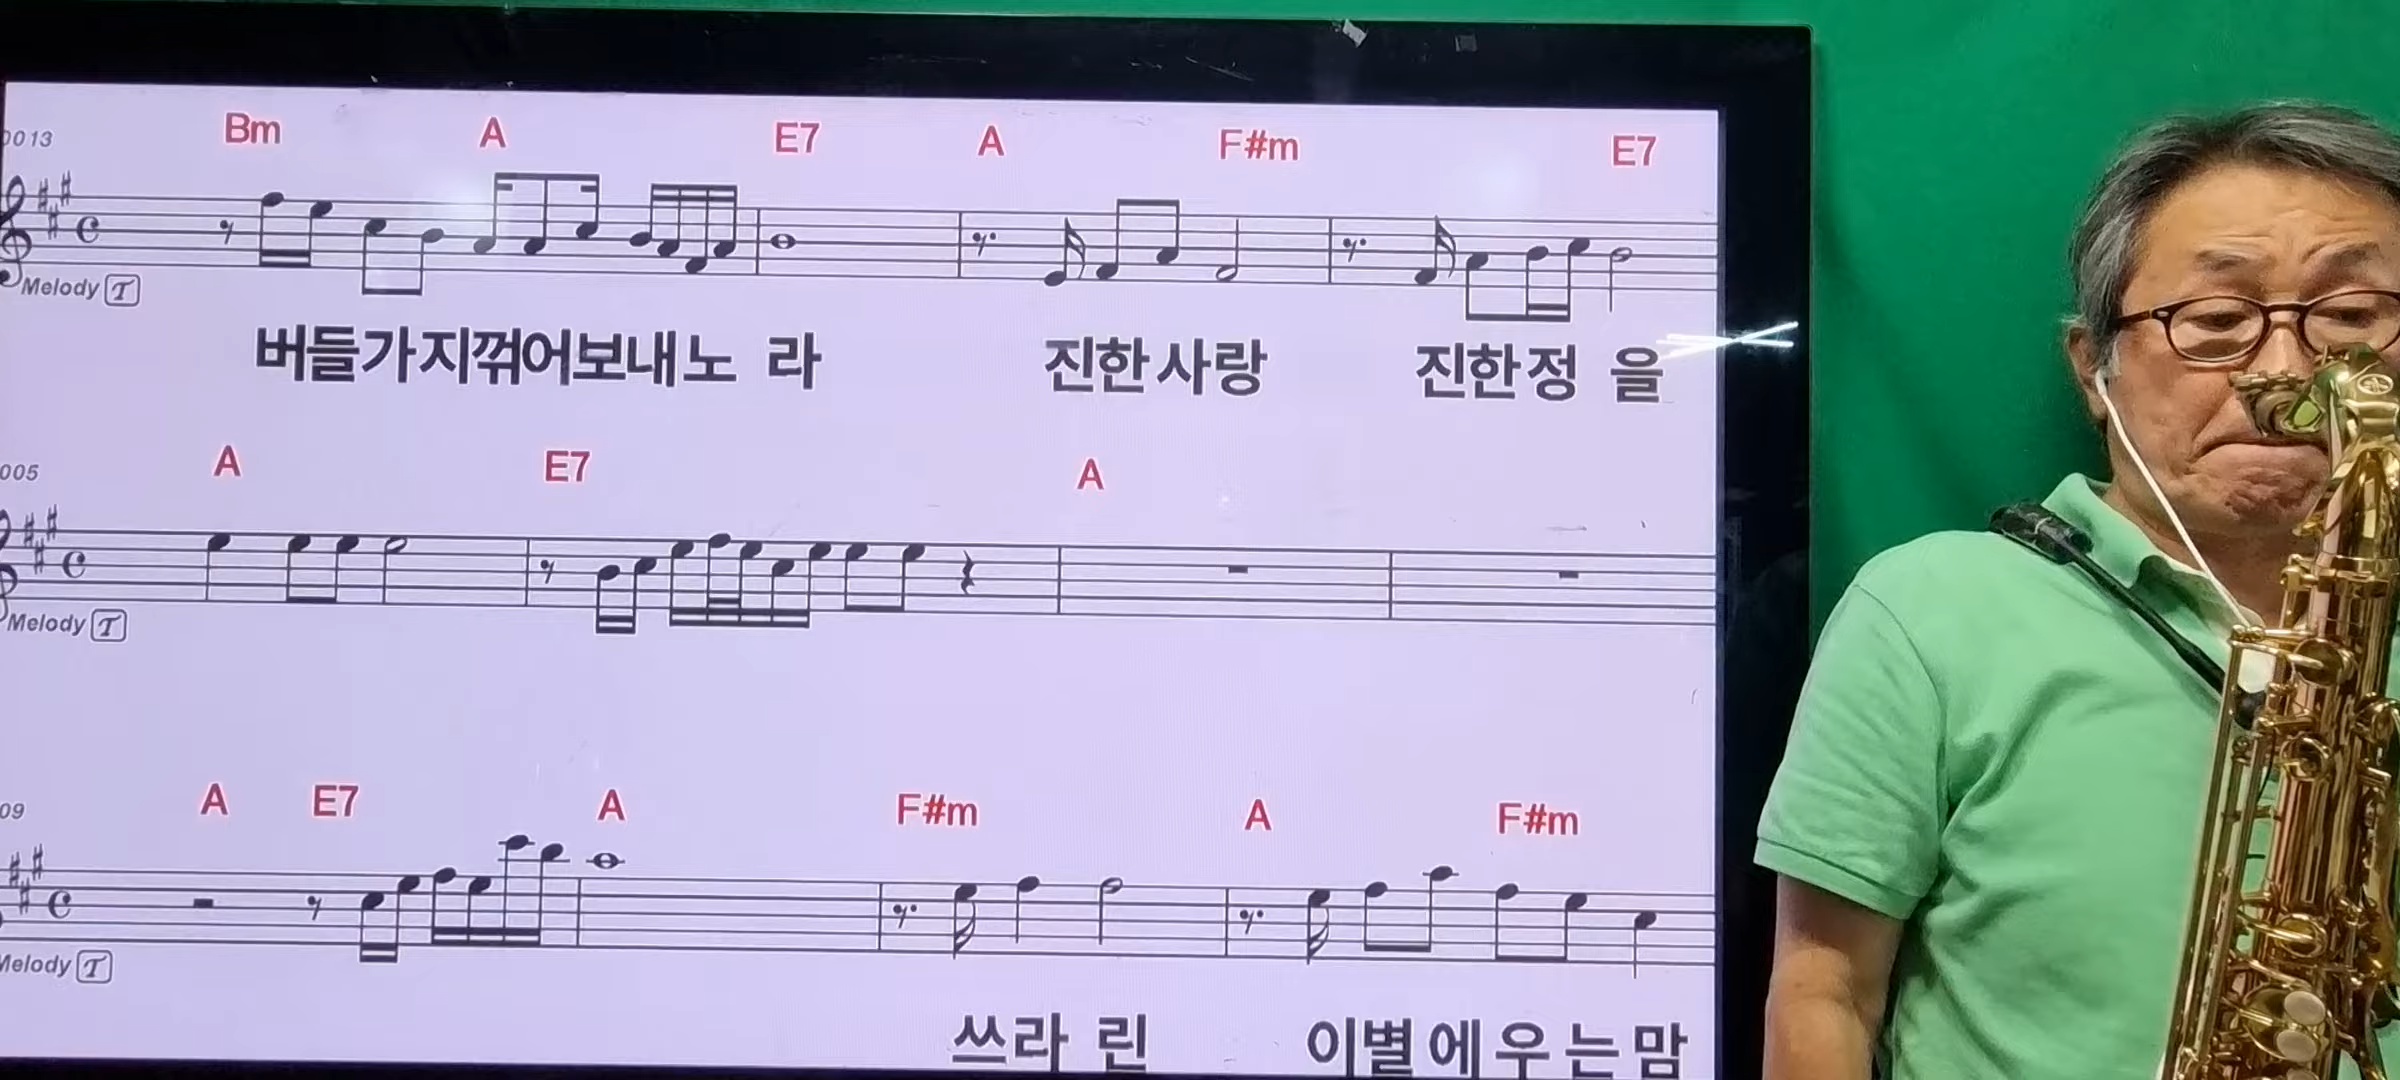 Bm A E7 A F#m E7
0013
Melody T
버들가지꺾어보내노 라 진한사랑 진한정 을
A E7 A
005
Melody T
A E7 A F#m A F#m
09
Melody T
쓰라 린 이별에우는맘